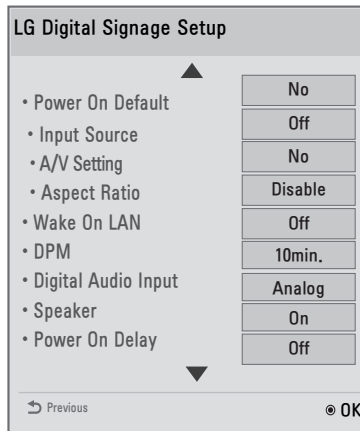 LG Digital Signage Setup
• Power On Default No
• Input Source Off
• A/V Setting No
• Aspect Ratio Disable
• Wake On LAN Off
• DPM 10min.
• Digital Audio Input Analog
• Speaker On
• Power On Delay Off
Previous OK